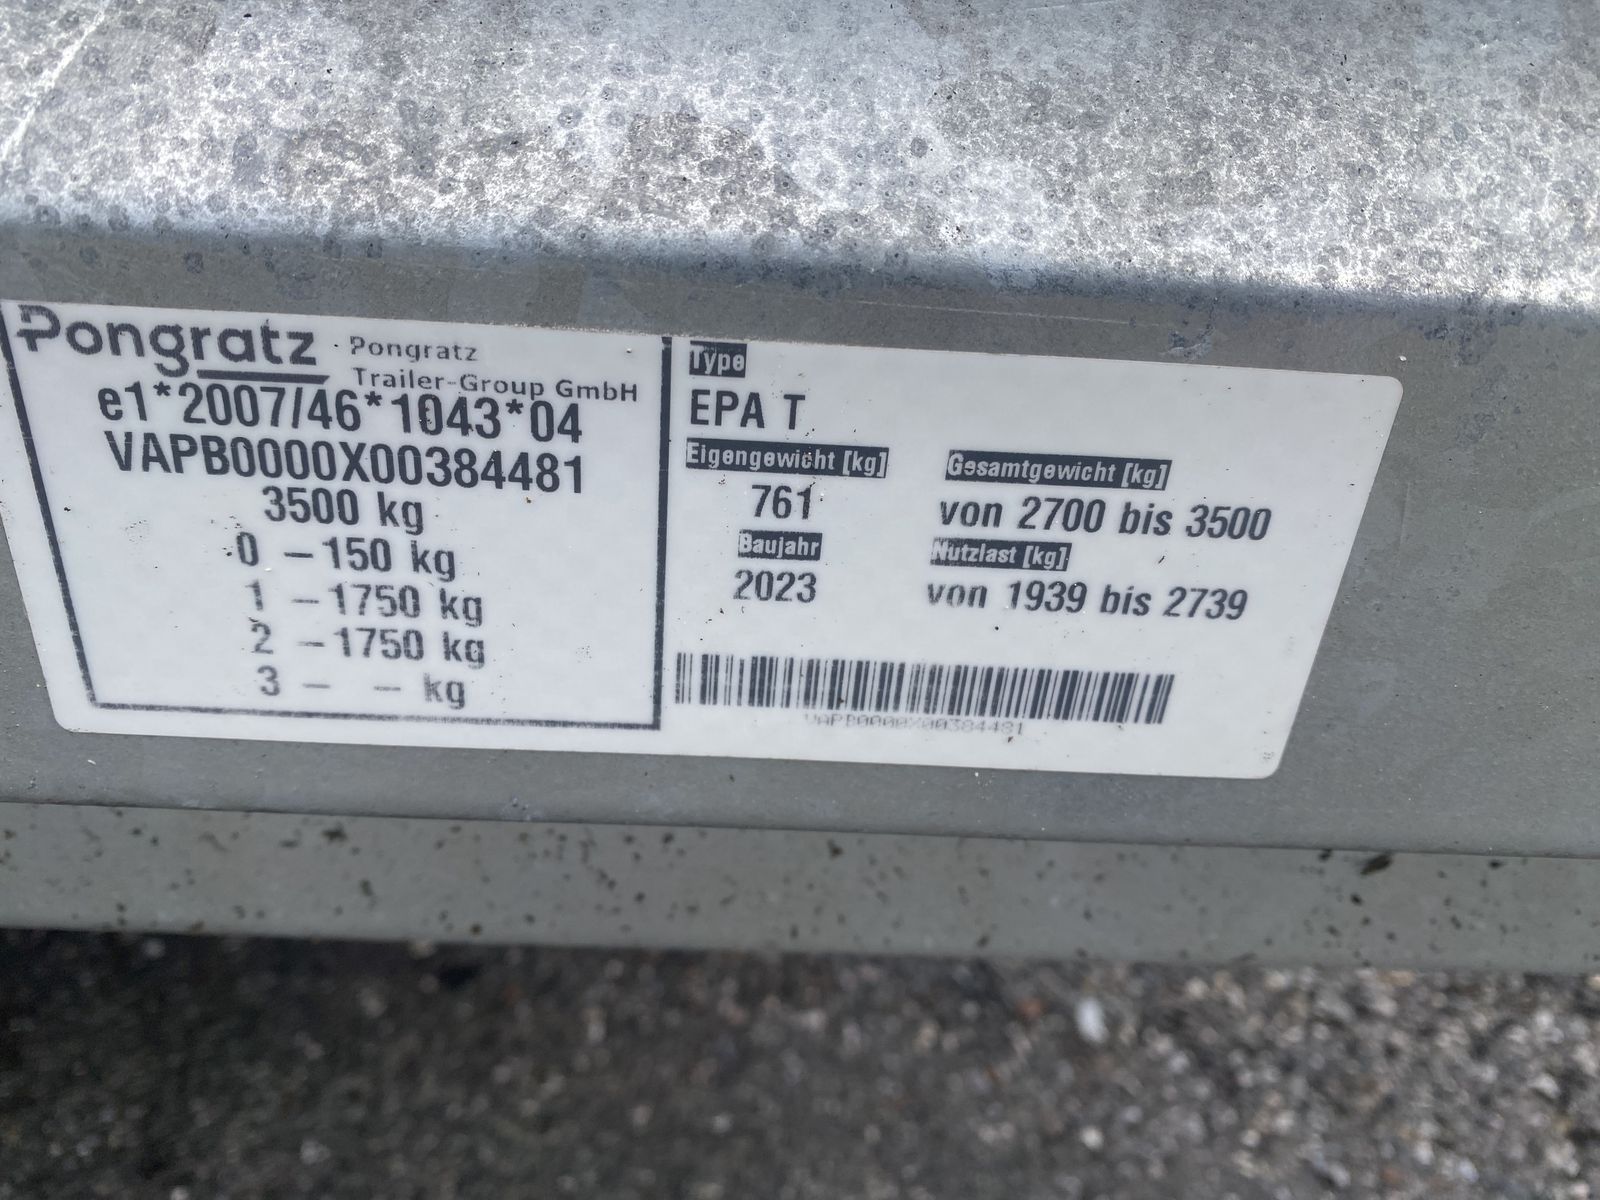 Pongratz
Pongratz
Trailer-Group GmbH
e1*2007/46*1043*04
VAPB0000X00384481
3500 kg
0 – 150 kg
1 – 1750 kg
2 – 1750 kg
3 – – kg
Type
EPA T
Eigengewicht [kg]
761
Gesamtgewicht [kg]
von 2700 bis 3500
Baujahr
2023
Nutzlast [kg]
von 1939 bis 2739
VAPB0000X00384481